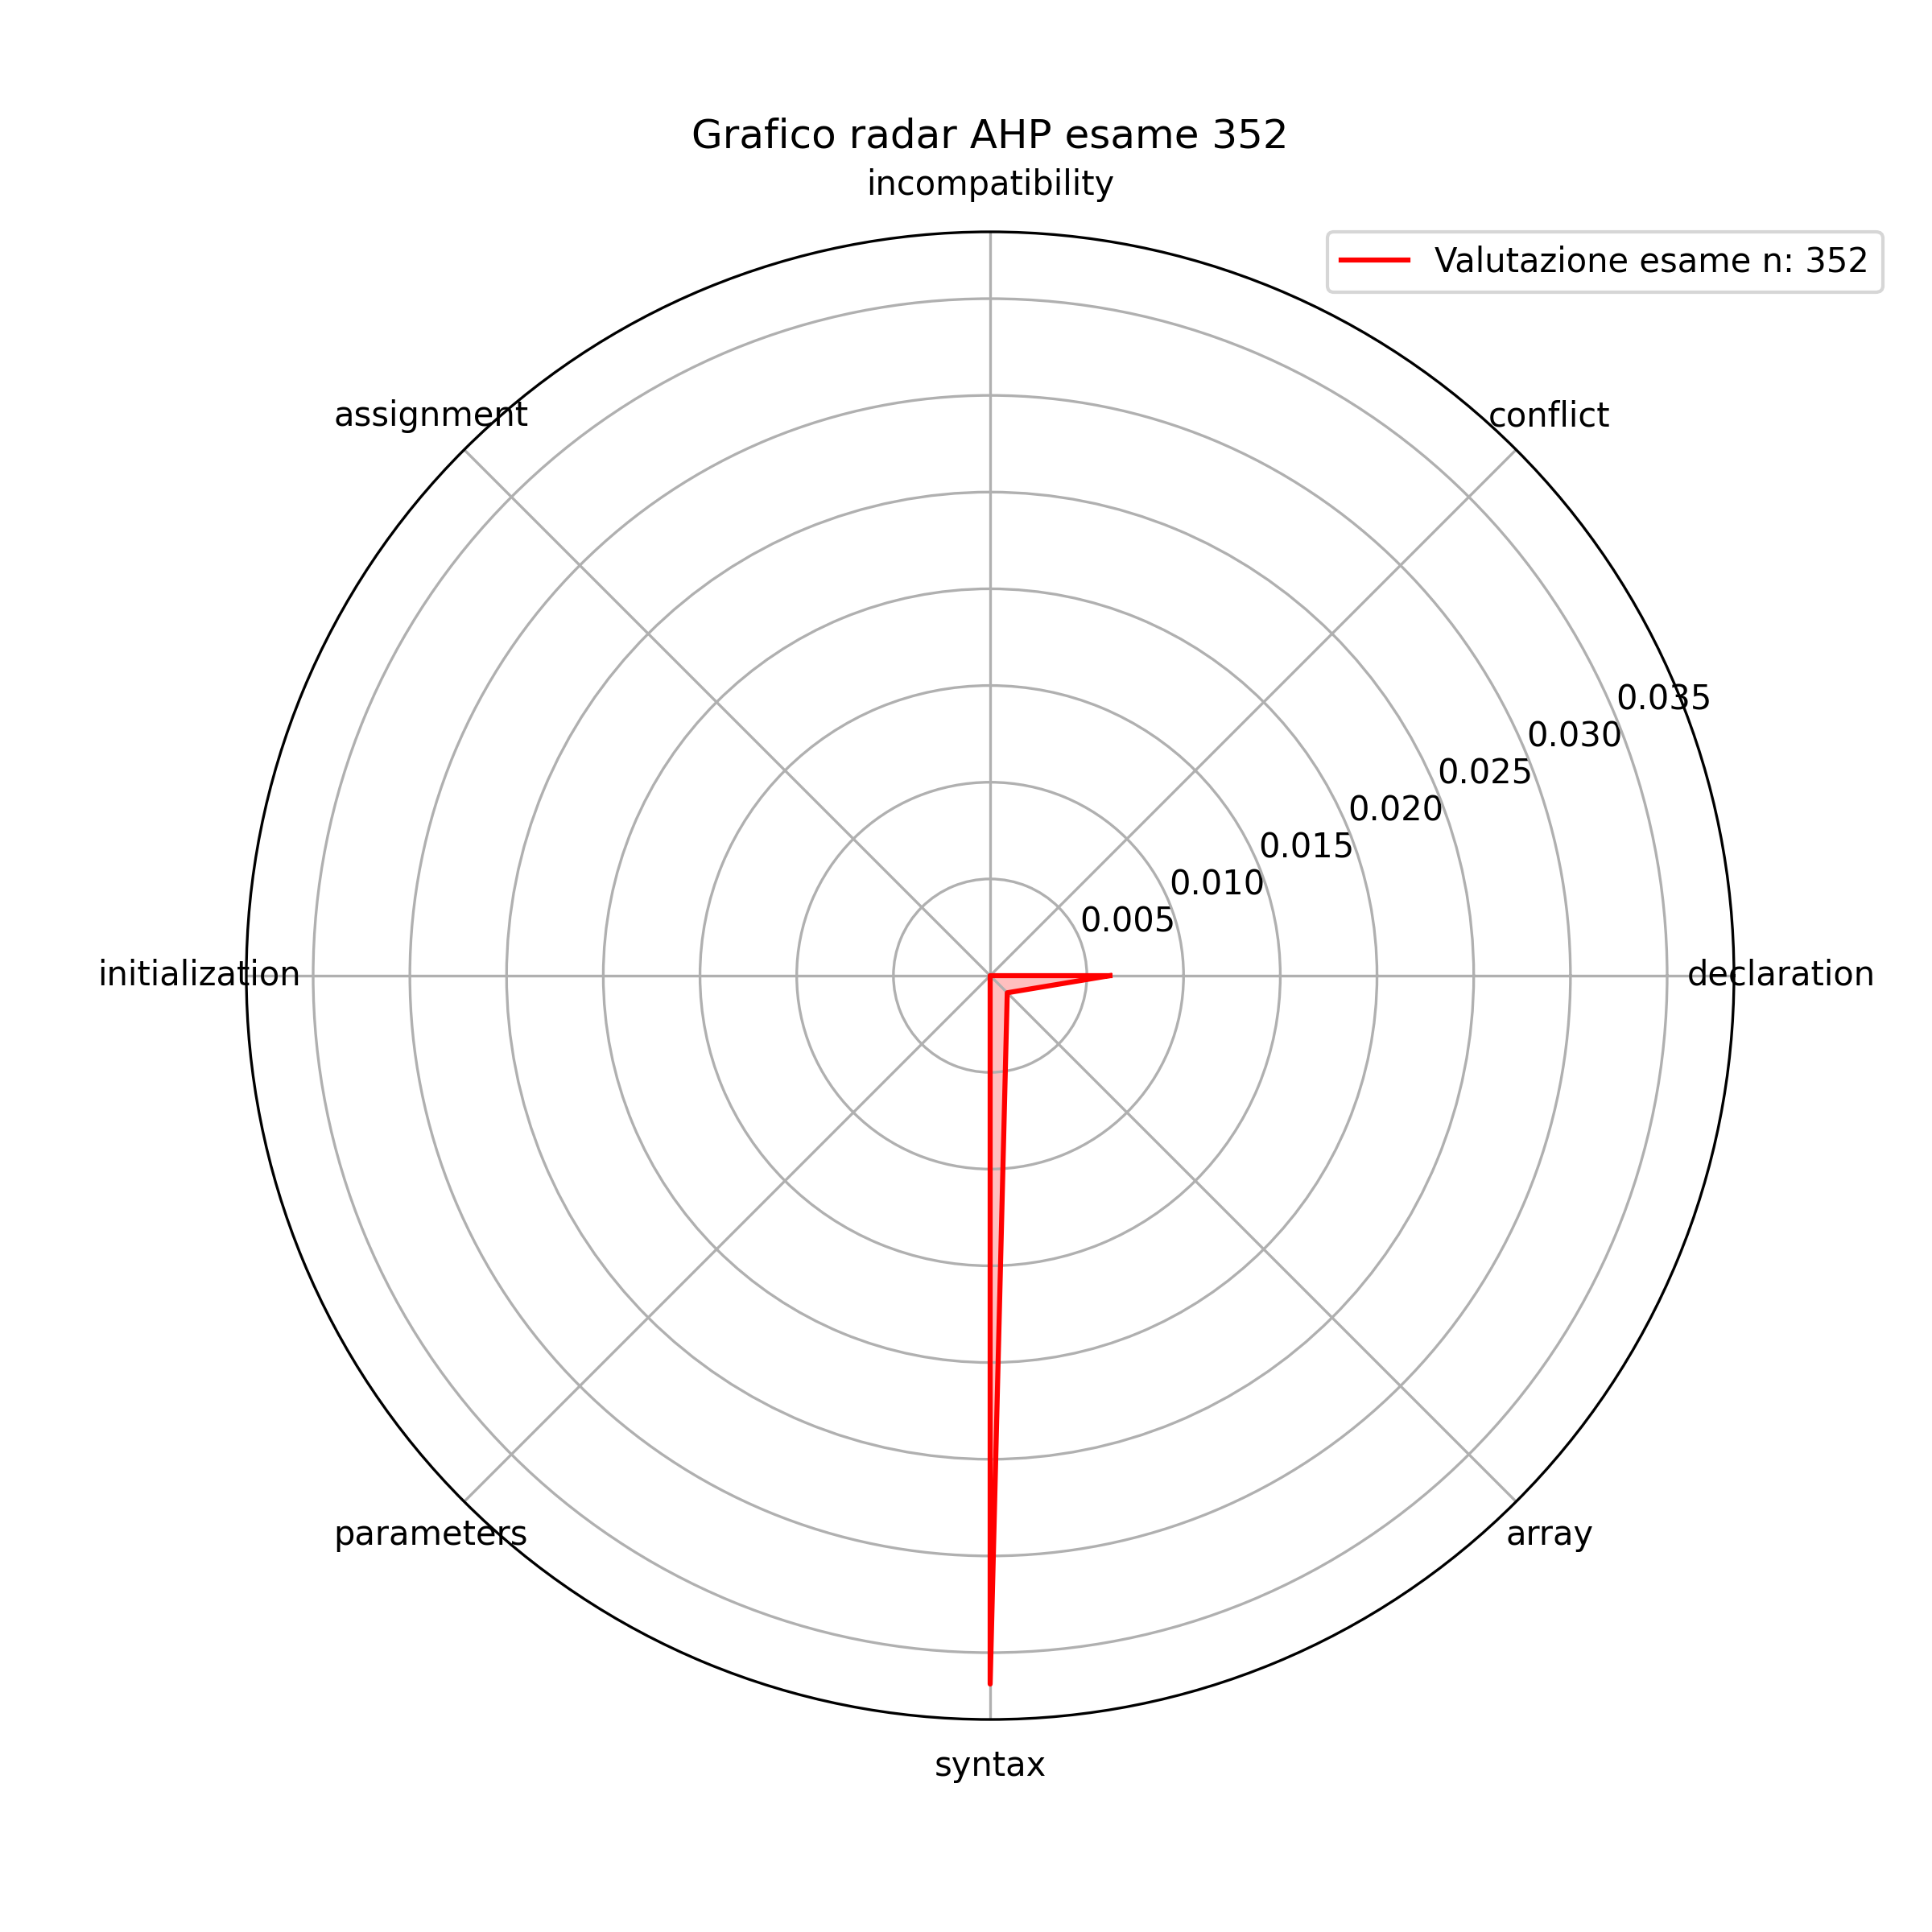 Grafico radar AHP esame 352
incompatibility
Valutazione esame n: 352
assignment
conflict
0.035
0.030
0.025
0.020
0.015
0.010
0.005
initialization
declaration
parameters
array
syntax